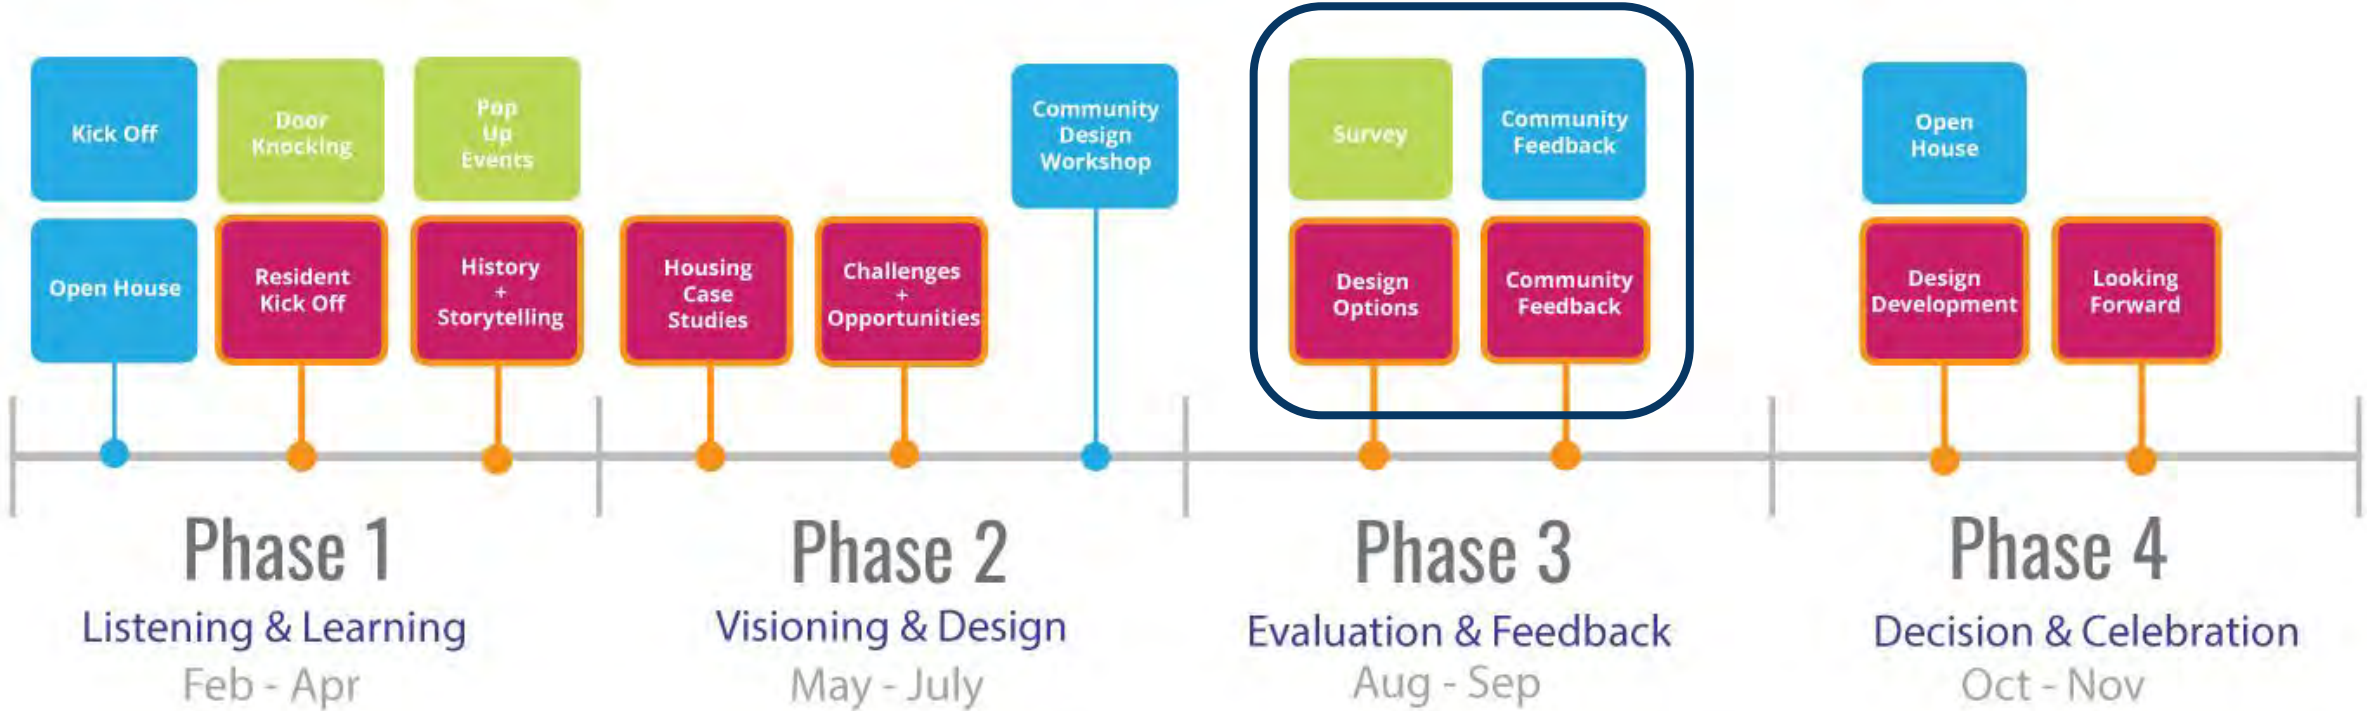 Kick Off
Door
Knocking
Pop
Up
Events
Open House
Resident
Kick Off
History
+
Storytelling
Housing
Case
Studies
Challenges
+
Opportunities
Community
Design
Workshop
Survey
Community
Feedback
Design
Options
Community
Feedback
Open
House
Design
Development
Looking
Forward
Phase 1
Listening & Learning
Feb - Apr
Phase 2
Visioning & Design
May - July
Phase 3
Evaluation & Feedback
Aug - Sep
Phase 4
Decision & Celebration
Oct - Nov